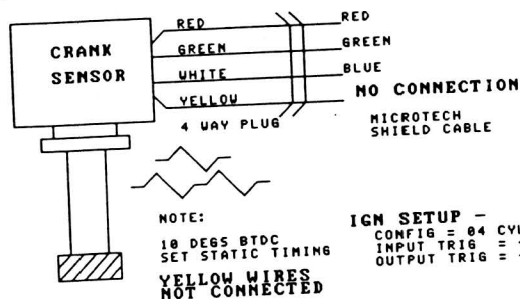 CRANK
SENSOR
RED
RED
GREEN
GREEN
WHITE
BLUE
YELLOW
NO CONNECTION
4 WAY PLUG
MICROTECH
SHIELD CABLE
NOTE:
10 DEGS BTDC
SET STATIC TIMING
YELLOW WIRES
NOT CONNECTED
IGN SETUP -
CONFIG = 04 CY
INPUT TRIG =
OUTPUT TRIG =